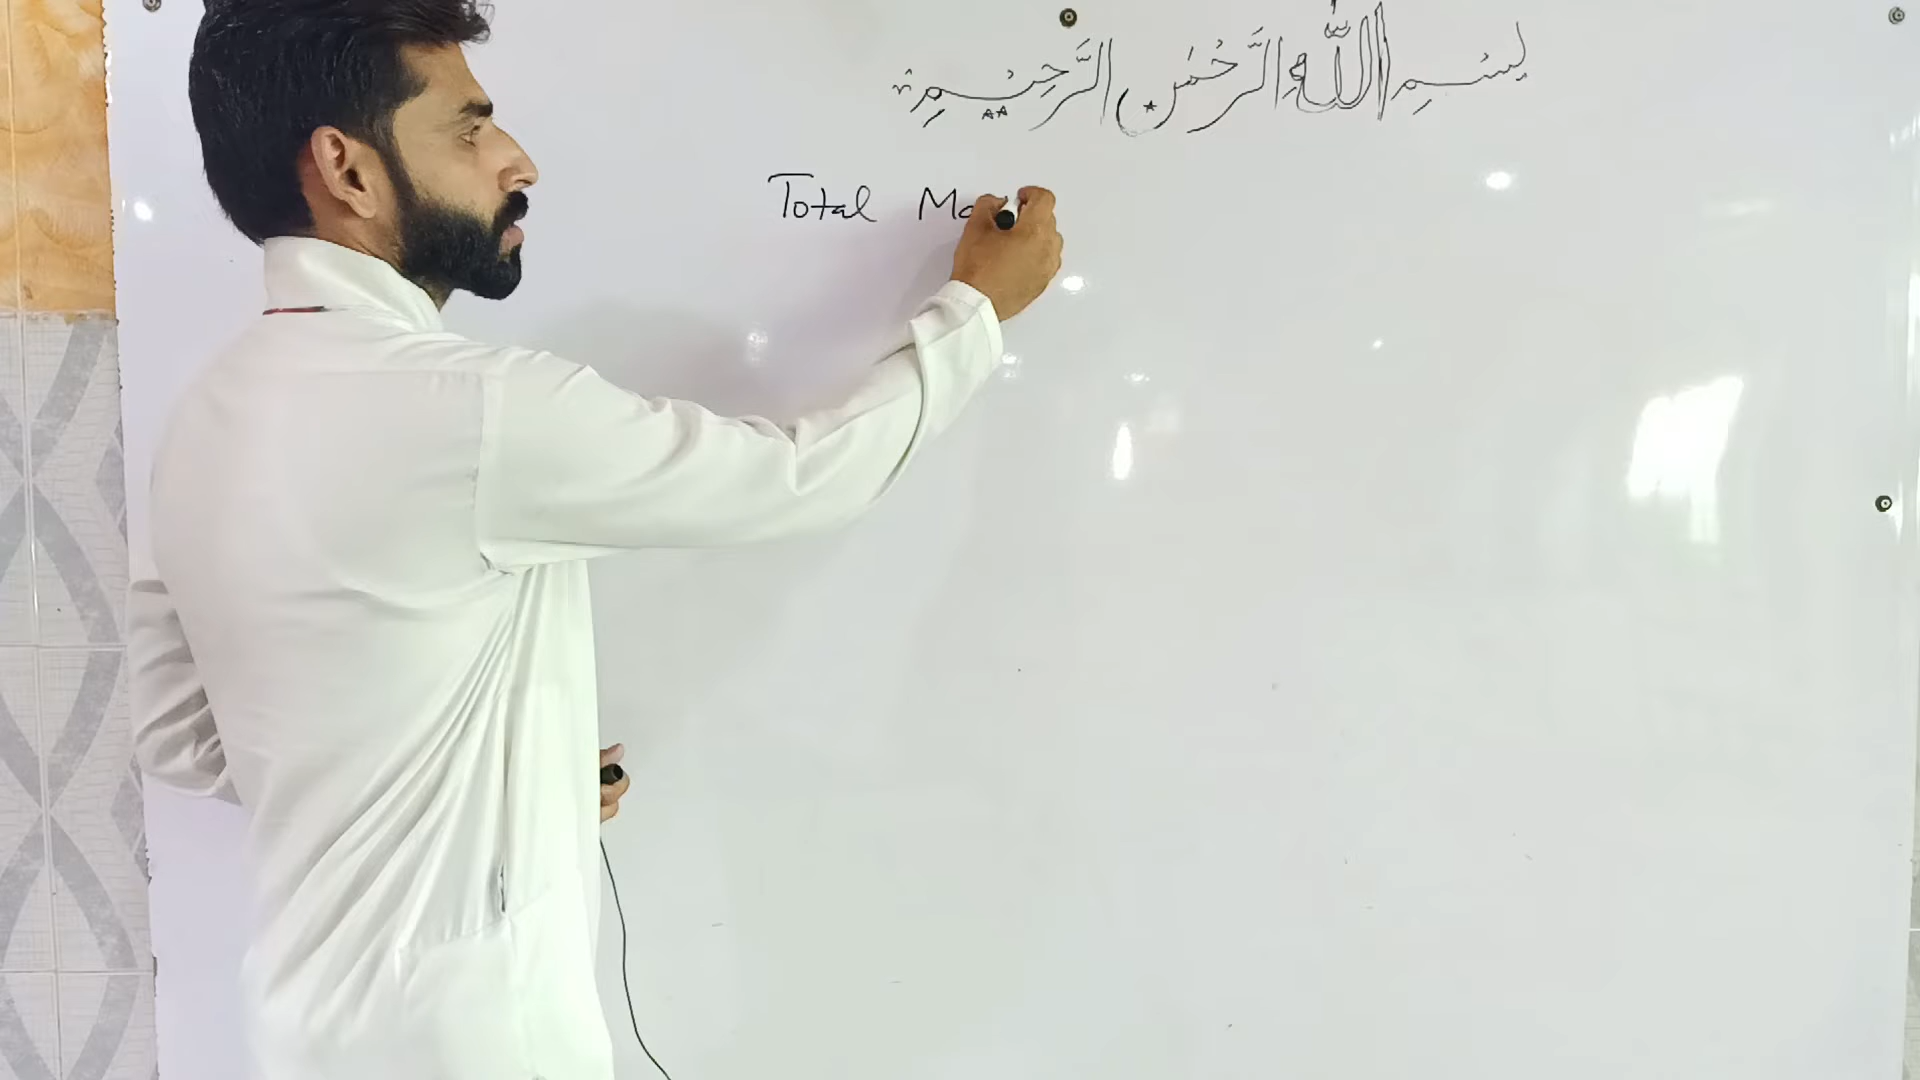 بِسْمِ اللّٰهِ الرَّحْمٰنِ الرَّحِيْمِ
Total